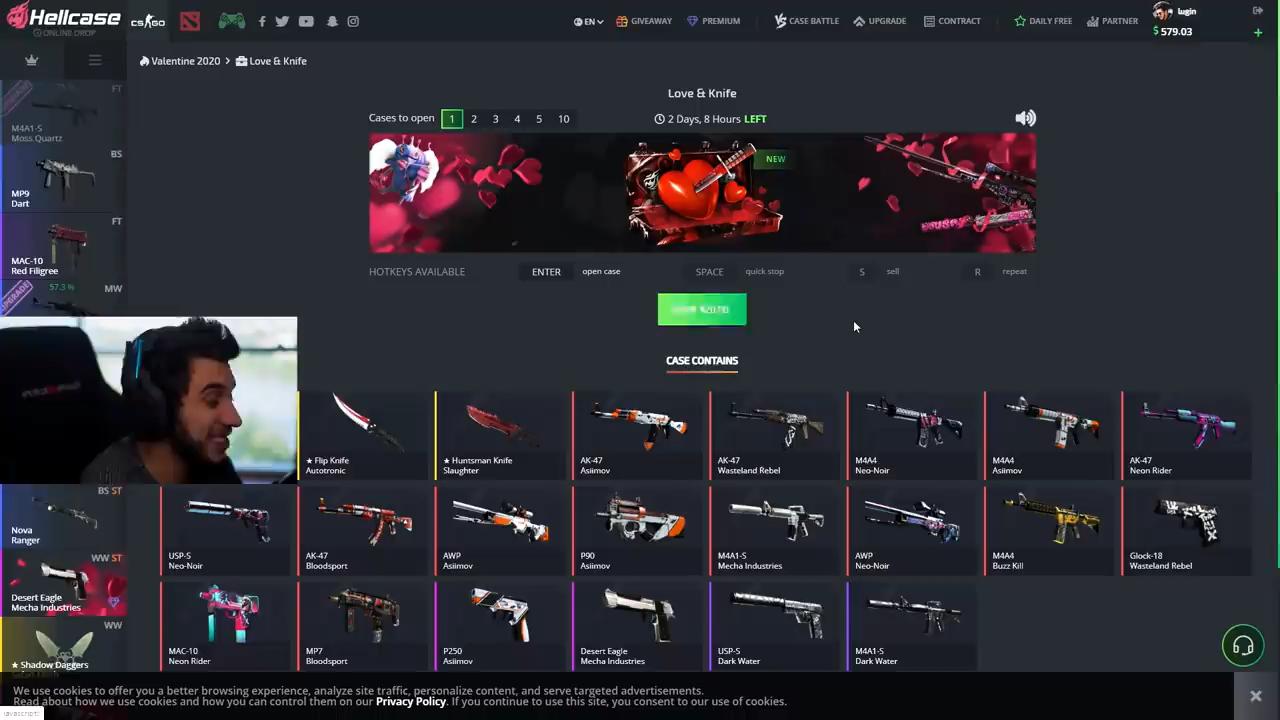 Hellcase
ONLINE DROP
CS:GO
EN
GIVEAWAY
PREMIUM
CASE BATTLE
UPGRADE
CONTRACT
DAILY FREE
PARTNER
lugin
$ 579.03
+
Valentine 2020 > Love & Knife
Love & Knife
Cases to open 1 2 3 4 5 10
2 Days, 8 Hours LEFT
NEW
HOTKEYS AVAILABLE
ENTER open case
SPACE quick stop
S sell
R repeat
CASE CONTAINS
FT
M4A1-S
Moss Quartz
BS
MP9
Dart
FT
MAC-10
Red Filigree
57.3 %
MW
BS ST
Nova
Ranger
WW ST
Desert Eagle
Mecha Industries
WW
★ Shadow Daggers
★ Flip Knife
Autotronic
★ Huntsman Knife
Slaughter
AK-47
Asiimov
AK-47
Wasteland Rebel
M4A4
Neo-Noir
M4A4
Asiimov
AK-47
Neon Rider
USP-S
Neo-Noir
AK-47
Bloodsport
AWP
Asiimov
P90
Asiimov
M4A1-S
Mecha Industries
AWP
Neo-Noir
M4A4
Buzz Kill
Glock-18
Wasteland Rebel
MAC-10
Neon Rider
MP7
Bloodsport
P250
Asiimov
Desert Eagle
Mecha Industries
USP-S
Dark Water
M4A1-S
Dark Water
We use cookies to offer you a better browsing experience, analyze site traffic, personalize content, and serve targeted advertisements.
Read about how we use cookies and how you can control them on our Privacy Policy. If you continue to use this site, you consent to our use of cookies.
javascript: